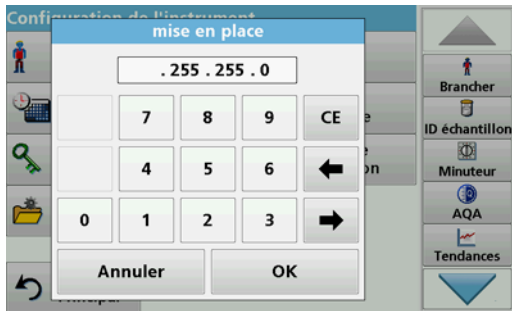 Configuration de l'instrument
mise en place
. 255 . 255 . 0
7 8 9 CE
4 5 6
0 1 2 3
Annuler OK
Principal
Brancher
ID échantillon
Minuteur
AQA
Tendances